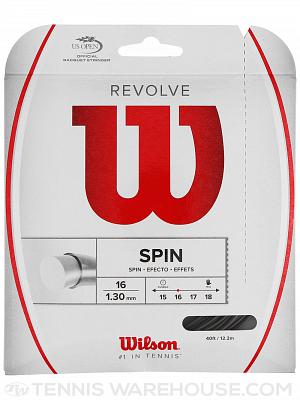 US OPEN
OFFICIAL
RACQUET STRINGER
REVOLVE
W
SPIN
SPIN - EFECTO - EFFETS
16
1.30 mm
15 16 17 18
Wilson
#1 IN TENNIS
40ft / 12.2m
TENNIS WAREHOUSE.COM